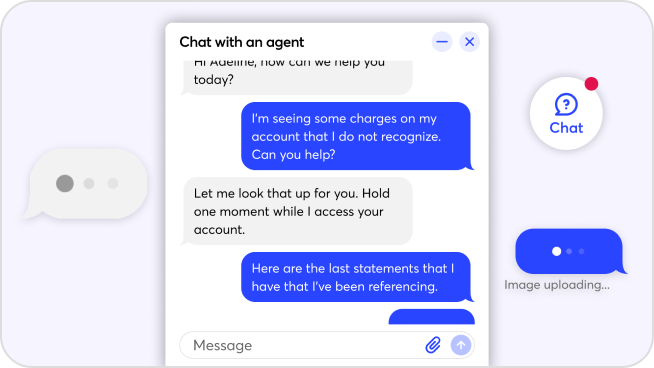 Chat with an agent
Hi Adeline, how can we help you
today?
I'm seeing some charges on my
account that I do not recognize.
Can you help?
Let me look that up for you. Hold
one moment while I access your
account.
Here are the last statements that I
have that I've been referencing.
Message
Chat
Image uploading...